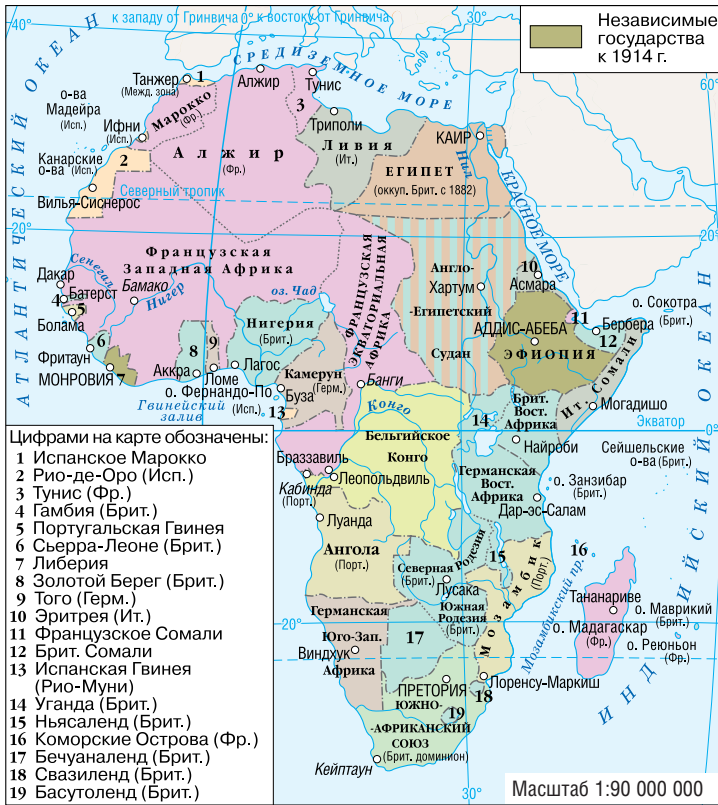 к западу от Гринвича 0° к востоку от Гринвича
Независимые
государства
к 1914 г.
АТЛАНТИЧЕСКИЙ ОКЕАН
СРЕДИЗЕМНОЕ МОРЕ
40°
60°
Танжер
(Межд. зона)
1
Алжир
Тунис
3
о-ва
Мадейра
(Исп.)
Марокко
(Фр.)
Ифни
(Исп.)
Триполи
КАИР
Нил
Канарские
о-ва (Исп.)
2
Алжир
(Фр.)
ЛИВИЯ
(Ит.)
ЕГИПЕТ
(оккуп. Брит. с 1882)
КРАСНОЕ МОРЕ
Северный тропик
Вилья-Сионерос
20°
20°
Французская
Западная Африка
ФРАНЦУЗСКАЯ
ЭКВАТОРИАЛЬНАЯ
АФРИКА
Англо-
-Египетский
Судан
Хартум
10
Асмара
Дакар
Сенегал
4
Батерст
5
Болама
Бамако
Нигер
оз. Чад
11
Бербера
12
о. Сокотра
(Брит.)
АДДИС-АБЕБА
ЭФИОПИЯ
6
Фритаун
МОНРОВИЯ
7
8
9
Аккра
Ломе
Нигерия
(Брит.)
Лагос
Камерун
(Герм.)
о. Фернандо-По
(Исп.)
Буза
Банги
Гвинейский
залив
13
Конго
14
Брит.
Вост.
Африка
Ит. Сомали
Могадишо
Экватор
0°
Найроби
Сейшельские
о-ва (Брит.)
Бельгийское
Конго
Браззавиль
Леопольдвиль
Кабинда
(Порт.)
Германская
Вост.
Африка
о. Занзибар
(Брит.)
Дар-эс-Салам
Луанда
Ангола
(Порт.)
Северная
(Брит.)
Родезия
15
Лусака
Южная
Родезия
(Брит.)
Мозамбик
(Порт.)
16
Мозамбикский пр.
Тананариве
о. Мадагаскар
(Фр.)
о. Маврикий
(Брит.)
о. Реюньон
(Фр.)
ИНДИЙСКИЙ ОКЕАН
20°
Германская
Юго-Зап.
Африка
Виндхук
17
ПРЕТОРИЯ
Лоренсу-Маркиш
18
19
ЮЖНО-
-АФРИКАНСКИЙ
СОЮЗ
(Брит. доминион)
Кейптаун
30°
Масштаб 1:90 000 000
Цифрами на карте обозначены:
1 Испанское Марокко
2 Рио-де-Оро (Исп.)
3 Тунис (Фр.)
4 Гамбия (Брит.)
5 Португальская Гвинея
6 Сьерра-Леоне (Брит.)
7 Либерия
8 Золотой Берег (Брит.)
9 Того (Герм.)
10 Эритрея (Ит.)
11 Французское Сомали
12 Брит. Сомали
13 Испанская Гвинея
(Рио-Муни)
14 Уганда (Брит.)
15 Ньясаленд (Брит.)
16 Коморские Острова (Фр.)
17 Бечуаналенд (Брит.)
18 Свазиленд (Брит.)
19 Басутоленд (Брит.)